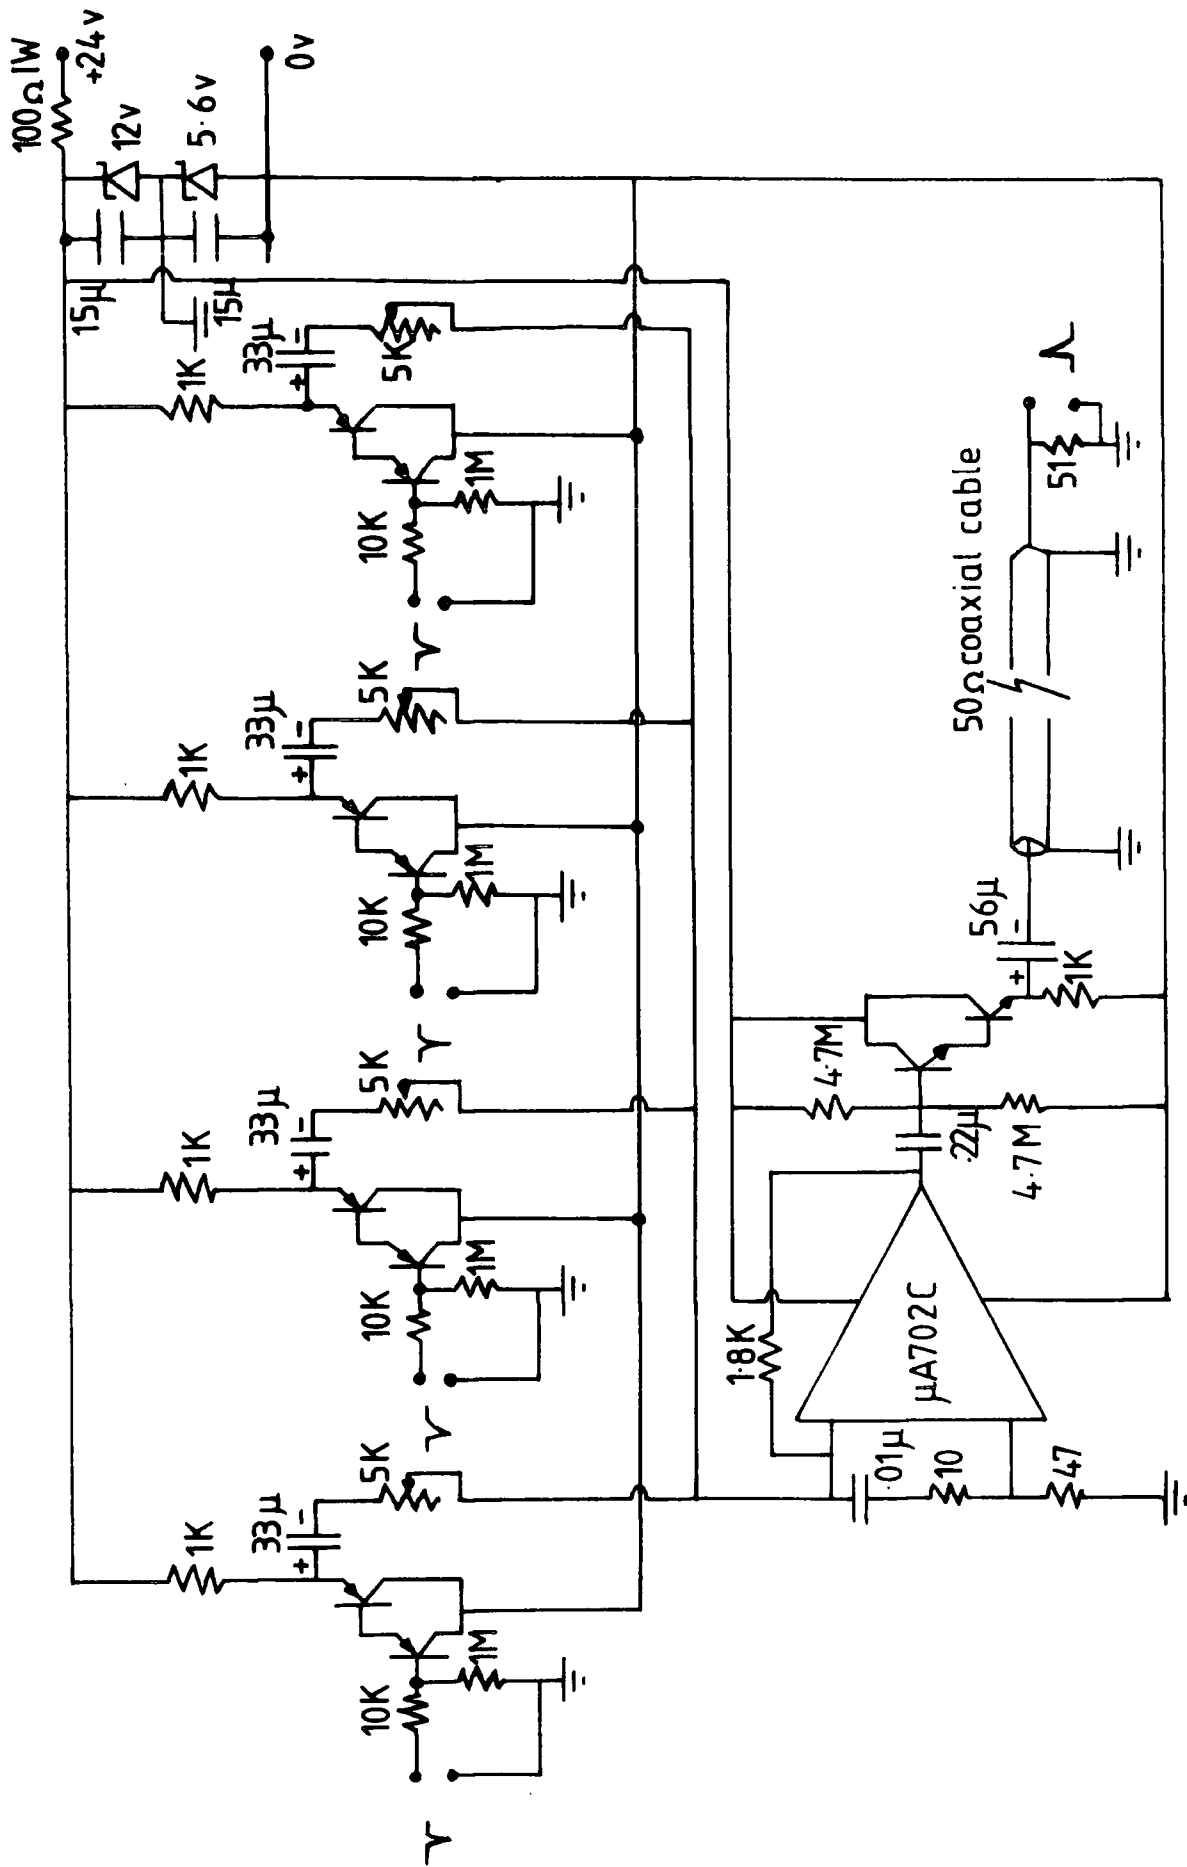 100Ω 1W
+24v
12v
5·6v
0v
15µ
15µ
1K
33µ
+
-
5K
10K
1M
1K
33µ
+
-
5K
10K
1M
1K
33µ
+
-
5K
10K
1M
1K
33µ
+
-
5K
10K
1M
1·8K
µA702C
·01µ
10
47
·22µ
4·7M
4·7M
56µ
+
-
1K
50Ω coaxial cable
51